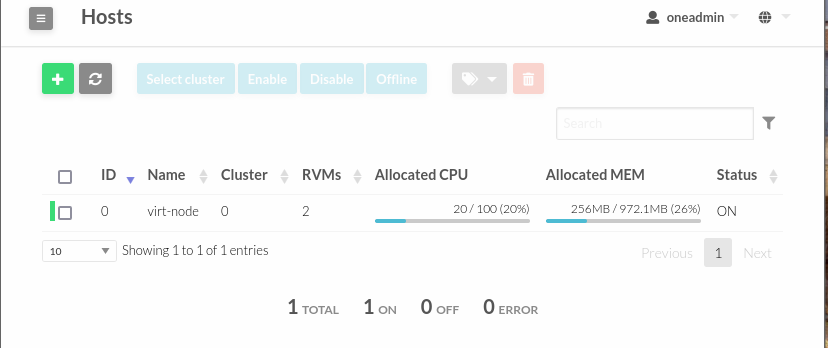 Hosts
oneadmin
Select cluster Enable Disable Offline
Search
ID Name Cluster RVMs Allocated CPU Allocated MEM Status
0 virt-node 0 2 20 / 100 (20%) 256MB / 972.1MB (26%) ON
10 Showing 1 to 1 of 1 entries
Previous 1 Next
1 TOTAL 1 ON 0 OFF 0 ERROR